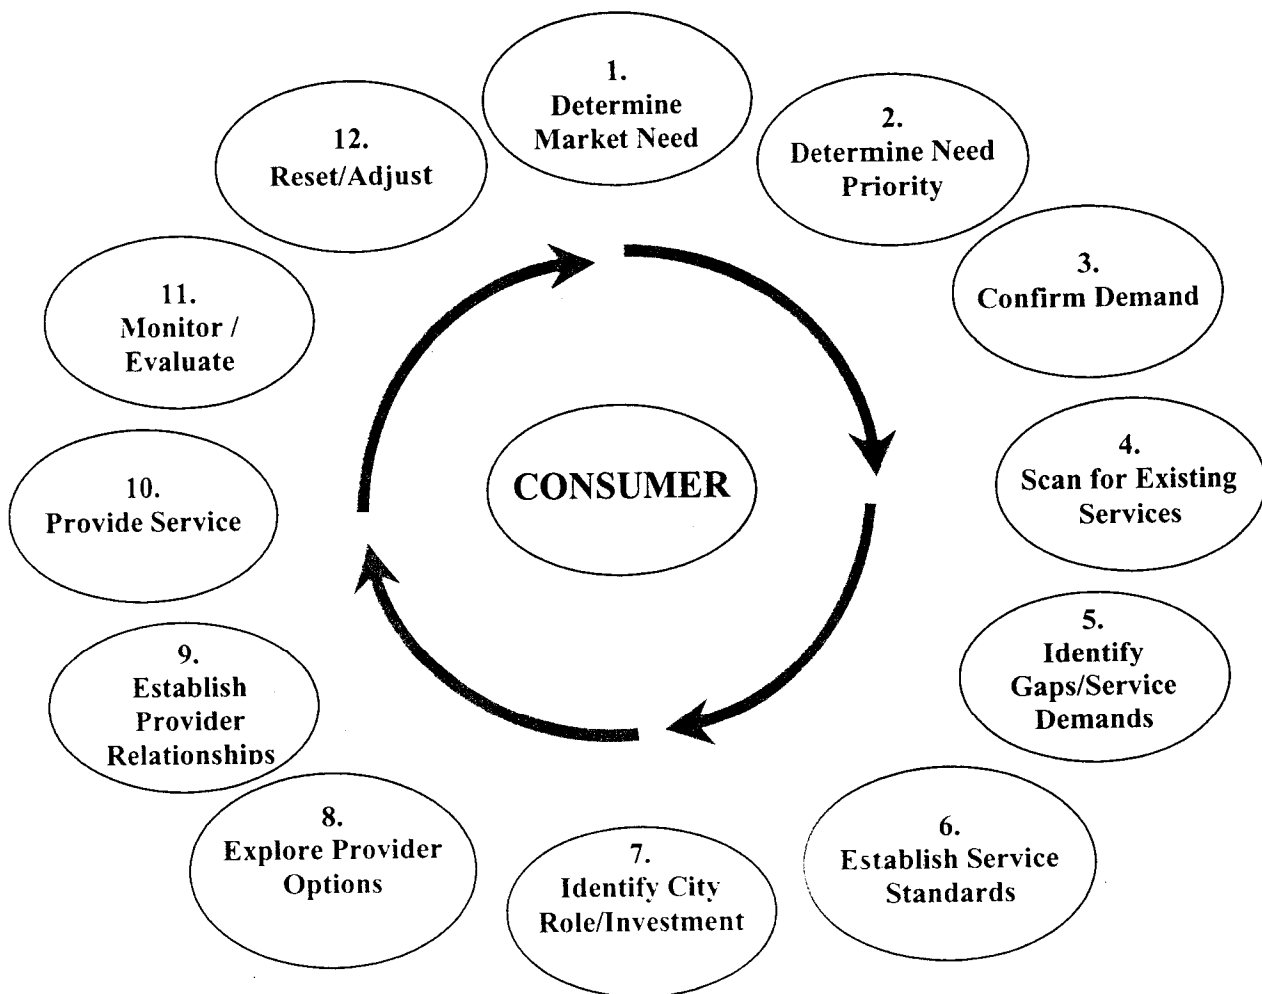 1.
Determine
Market Need
2.
Determine Need
Priority
3.
Confirm Demand
4.
Scan for Existing
Services
5.
Identify
Gaps/Service
Demands
6.
Establish Service
Standards
7.
Identify City
Role/Investment
8.
Explore Provider
Options
9.
Establish
Provider
Relationships
10.
Provide Service
11.
Monitor /
Evaluate
12.
Reset/Adjust
CONSUMER